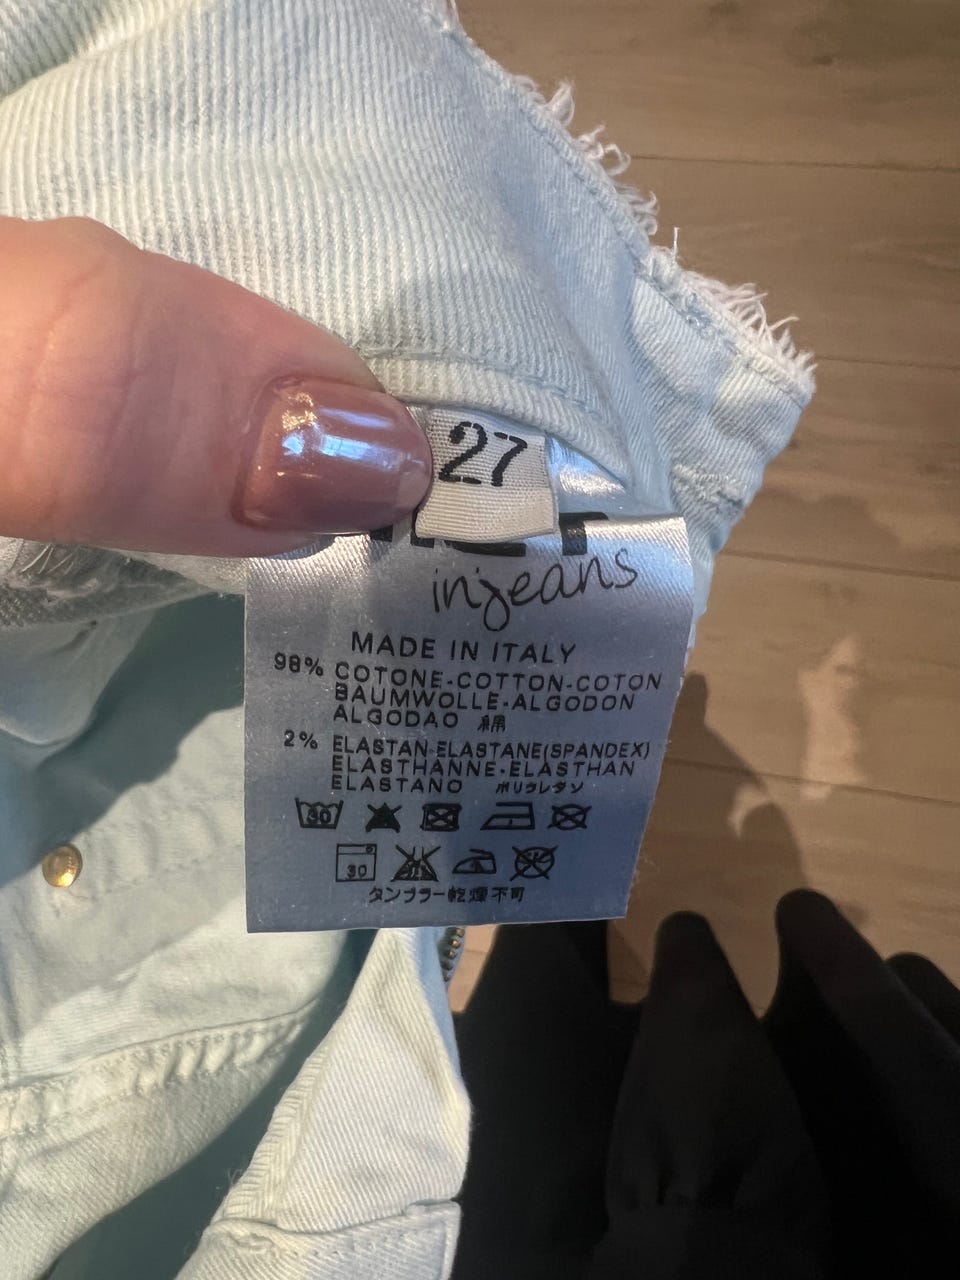 27
in jeans
MADE IN ITALY
98% COTONE-COTTON-COTON
BAUMWOLLE-ALGODON
ALGODAO 綿
2% ELASTAN-ELASTANE(SPANDEX)
ELASTHANNE-ELASTHAN
ELASTANO ポリウレタン
30
30
タンブラー乾燥不可